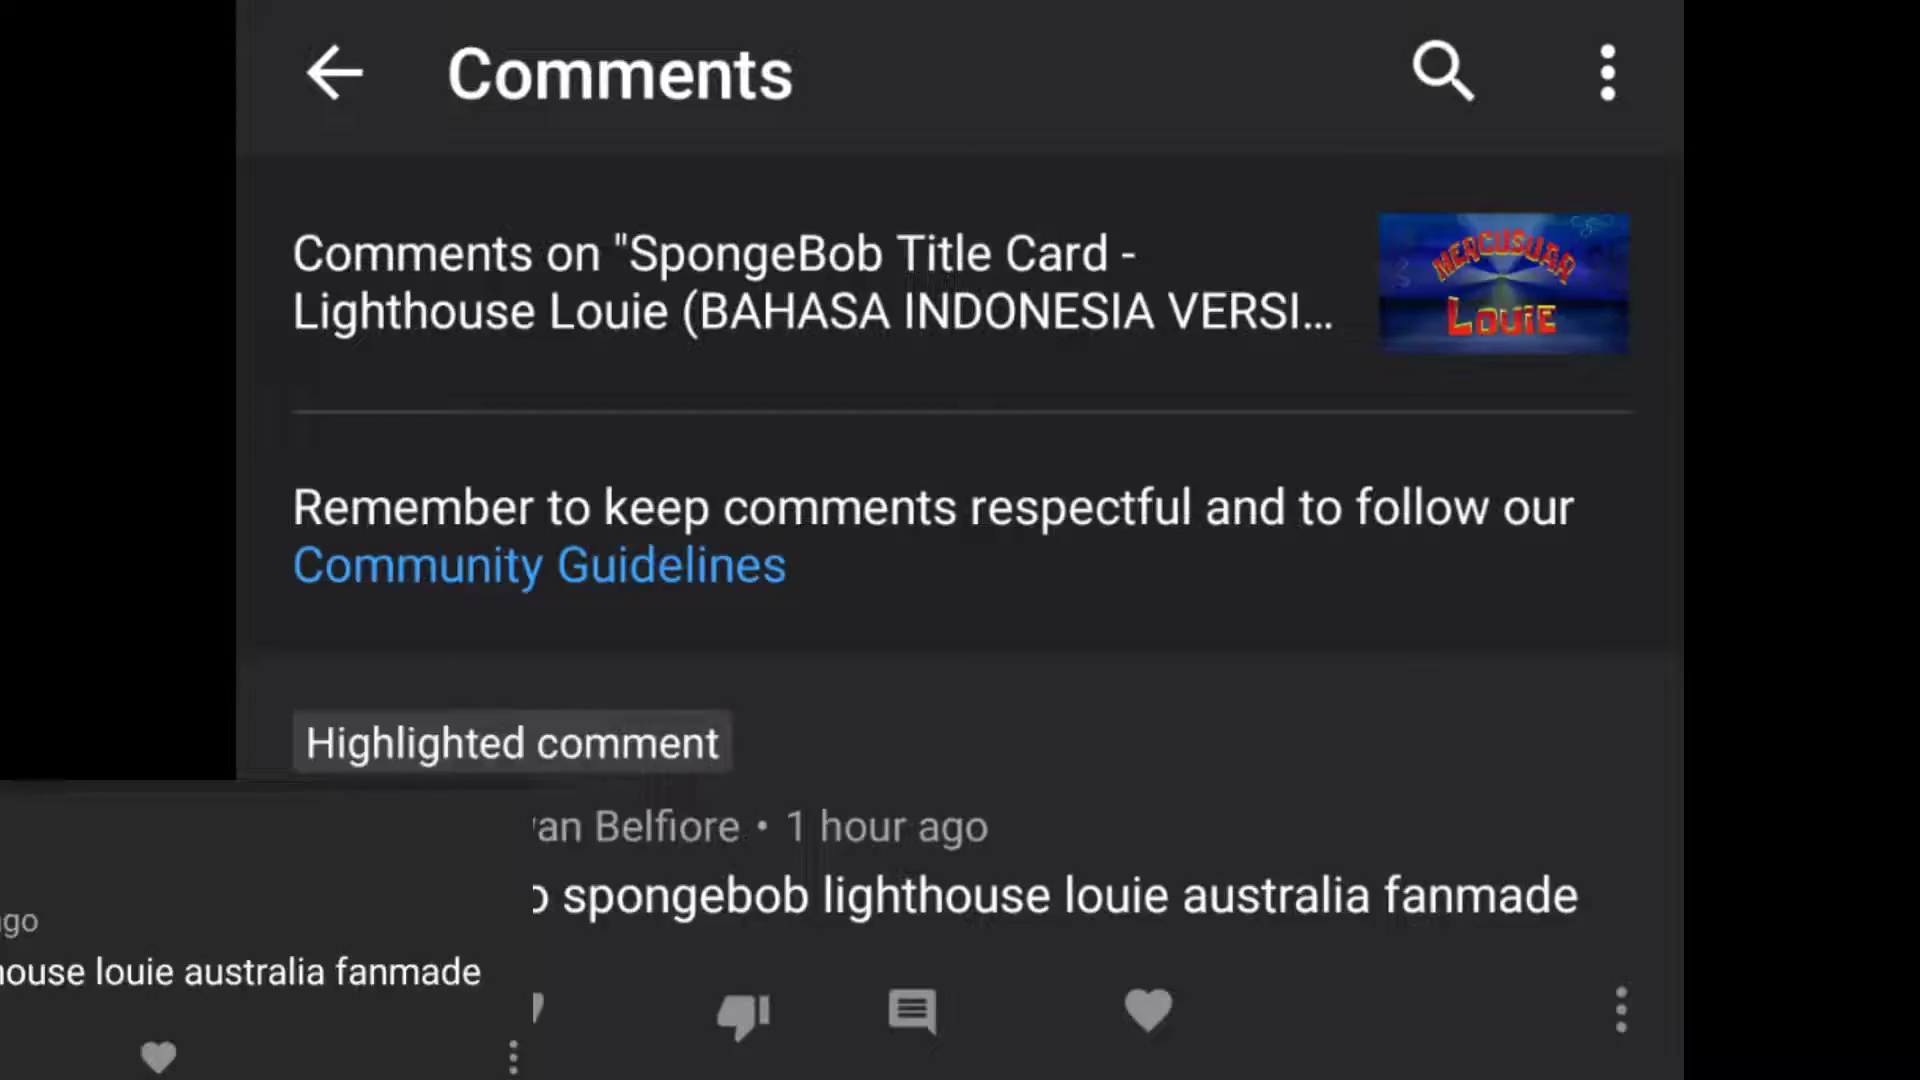 Comments
Comments on "SpongeBob Title Card -
Lighthouse Louie (BAHASA INDONESIA VERSI...
MERCUSUAR
LOUIE
Remember to keep comments respectful and to follow our
Community Guidelines
Highlighted comment
Belfiore • 1 hour ago
spongebob lighthouse louie australia fanmade
louie australia fanmade